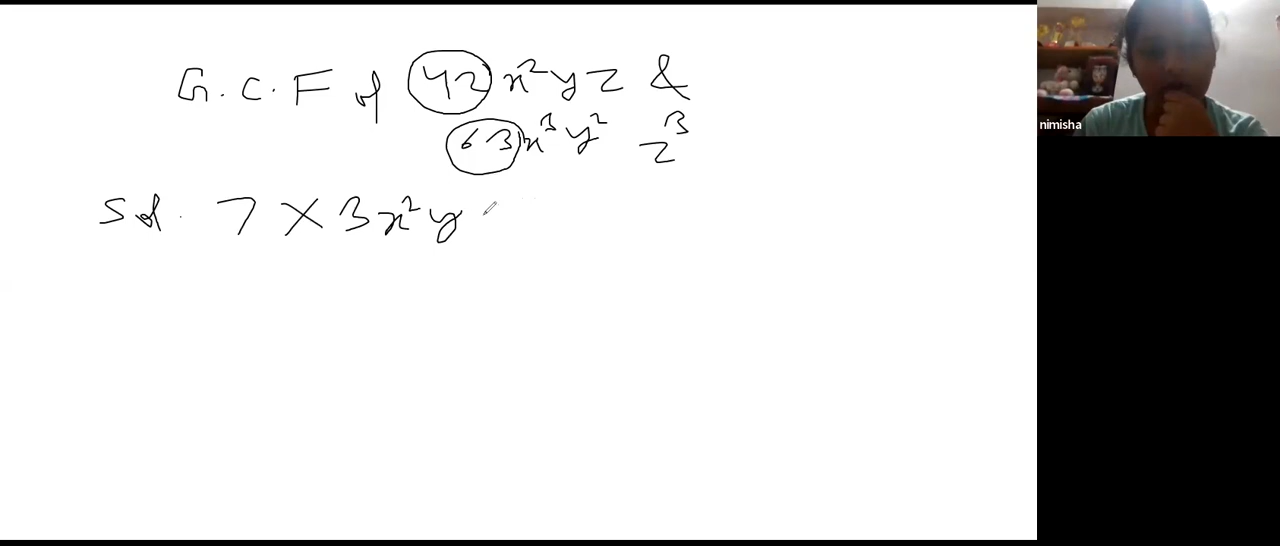 G.C.F of 42x²yz &
63x³y² z³
Sol. 7 × 3x²y
nimisha